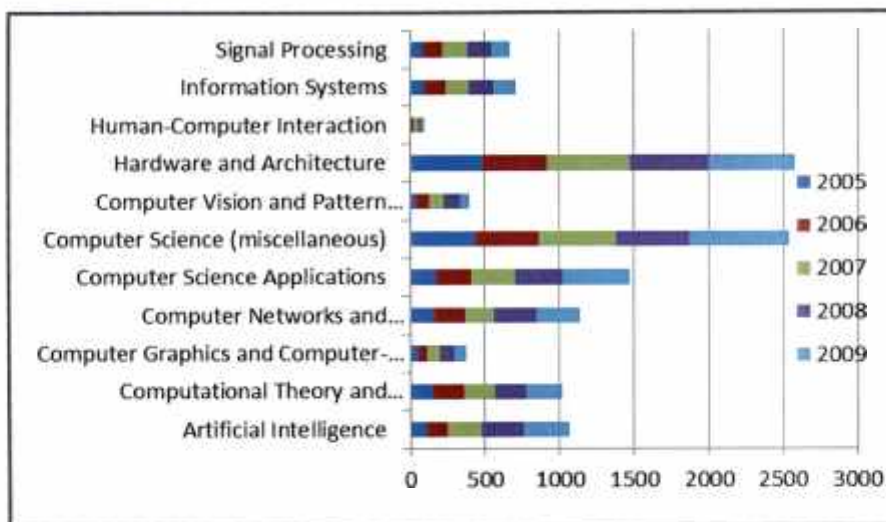 Signal Processing
Information Systems
Human-Computer Interaction
Hardware and Architecture
Computer Vision and Pattern...
Computer Science (miscellaneous)
Computer Science Applications
Computer Networks and...
Computer Graphics and Computer-...
Computational Theory and...
Artificial Intelligence
0 500 1000 1500 2000 2500 3000
2005
2006
2007
2008
2009